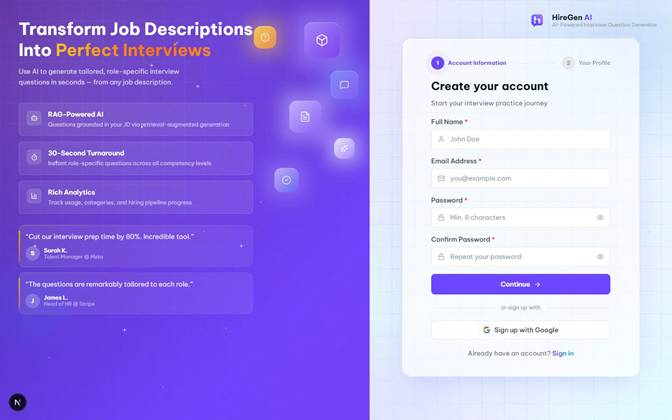 Transform Job Descriptions
Into Perfect Interviews
Use AI to generate tailored, role-specific interview
questions in seconds — from any job description.
RAG-Powered AI
Questions grounded in your JD via retrieval-augmented generation
30-Second Turnaround
Instant role-specific questions across all competency levels
Rich Analytics
Track usage, categories, and hiring pipeline progress
"Cut our interview prep time by 80%. Incredible tool."
S
Sarah K.
Talent Manager @ Meta
"The questions are remarkably tailored to each role."
J
James L.
Head of HR @ Stripe
N
HireGen AI
AI-Powered Interview Question Generator
1 Account Information
2 Your Profile
Create your account
Start your interview practice journey
Full Name *
John Doe
Email Address *
you@example.com
Password *
Min. 8 characters
Confirm Password *
Repeat your password
Continue →
or sign up with
Sign up with Google
Already have an account? Sign in